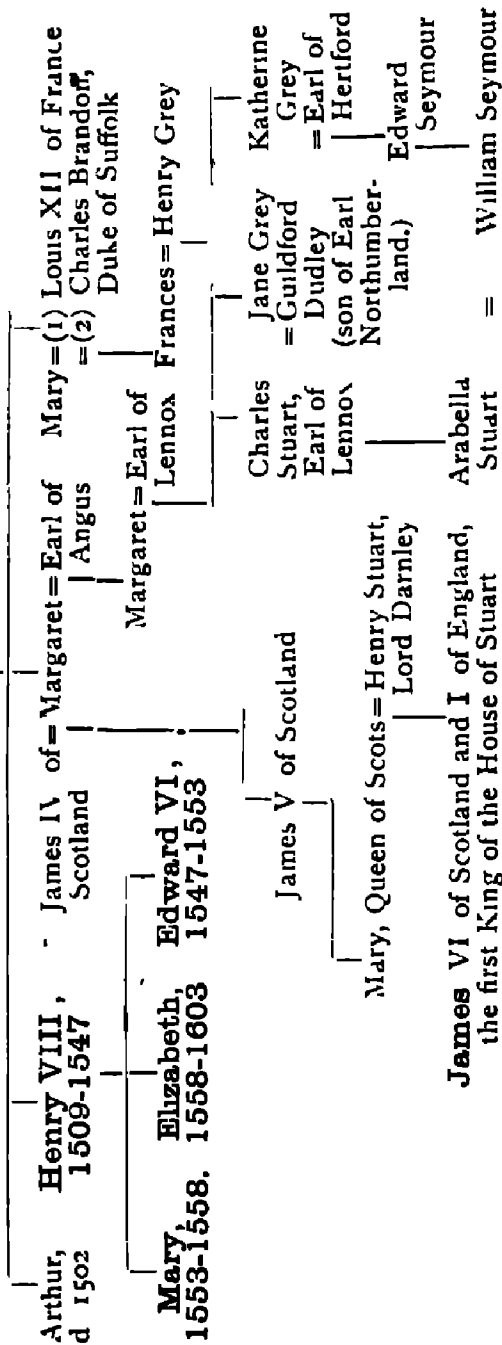 Arthur,
d 1502
Henry VIII,
1509-1547
- James IV of = Margaret = Earl of
Scotland
Angus
Mary = (1) Louis XII of France
= (2) Charles Brandon,
Duke of Suffolk
Mary,
1553-1558.
Elizabeth,
1558-1603
Edward VI,
1547-1553
Margaret = Earl of
Lennox
Frances = Henry Grey
James V of Scotland
Charles
Stuart,
Earl of
Lennox
Jane Grey
= Guildford
Dudley
(son of Earl
Northumber-
land.)
Katherine
Grey
= Earl of
Hertford
Mary, Queen of Scots = Henry Stuart,
Lord Darnley
Edward
Seymour
James VI of Scotland and I of England,
the first King of the House of Stuart
Arabella
Stuart
=
William Seymour